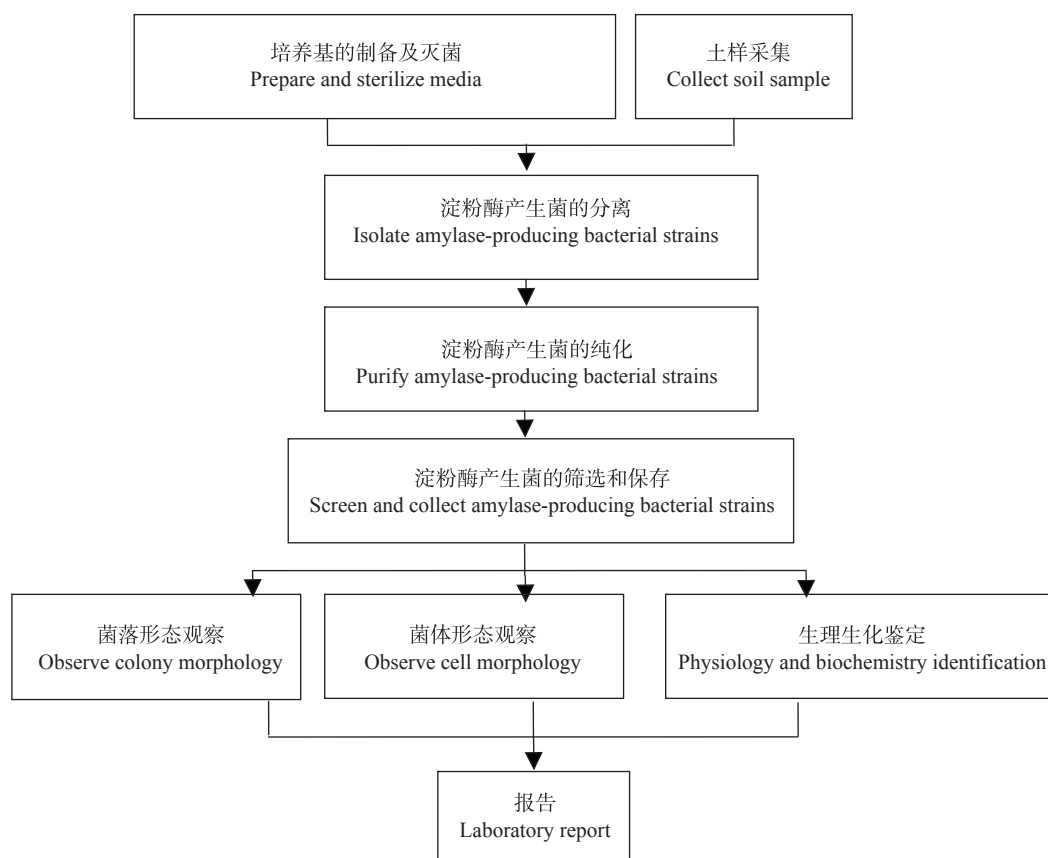 培养基的制备及灭菌
Prepare and sterilize media
土样采集
Collect soil sample
淀粉酶产生菌的分离
Isolate amylase-producing bacterial strains
淀粉酶产生菌的纯化
Purify amylase-producing bacterial strains
淀粉酶产生菌的筛选和保存
Screen and collect amylase-producing bacterial strains
菌落形态观察
Observe colony morphology
菌体形态观察
Observe cell morphology
生理生化鉴定
Physiology and biochemistry identification
报告
Laboratory report